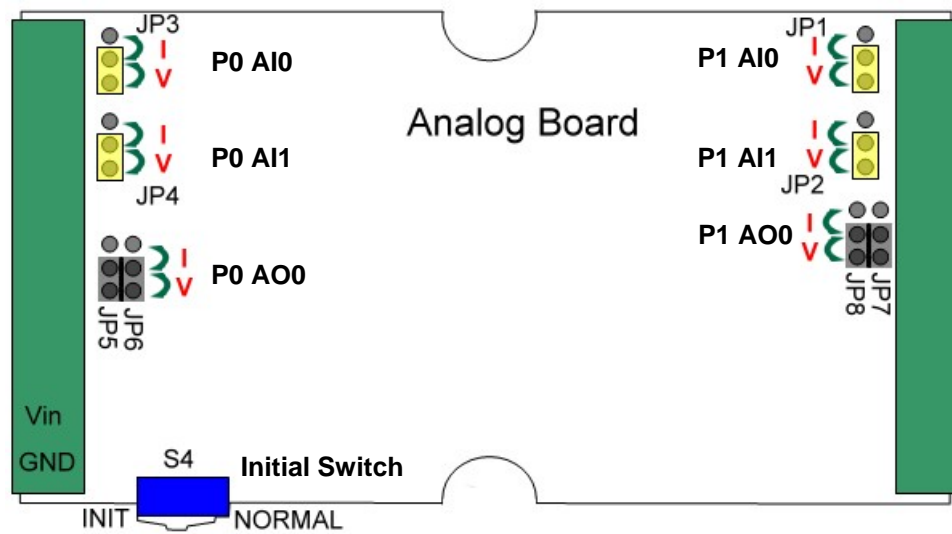 JP3
I
V
P0 AI0
JP1
I
V
P1 AI0
Analog Board
I
V
P0 AI1
JP4
I
V
P1 AI1
JP2
I
V
P0 AO0
JP5
JP6
I
V
P1 AO0
JP8
JP7
Vin
GND
S4
Initial Switch
INIT
NORMAL